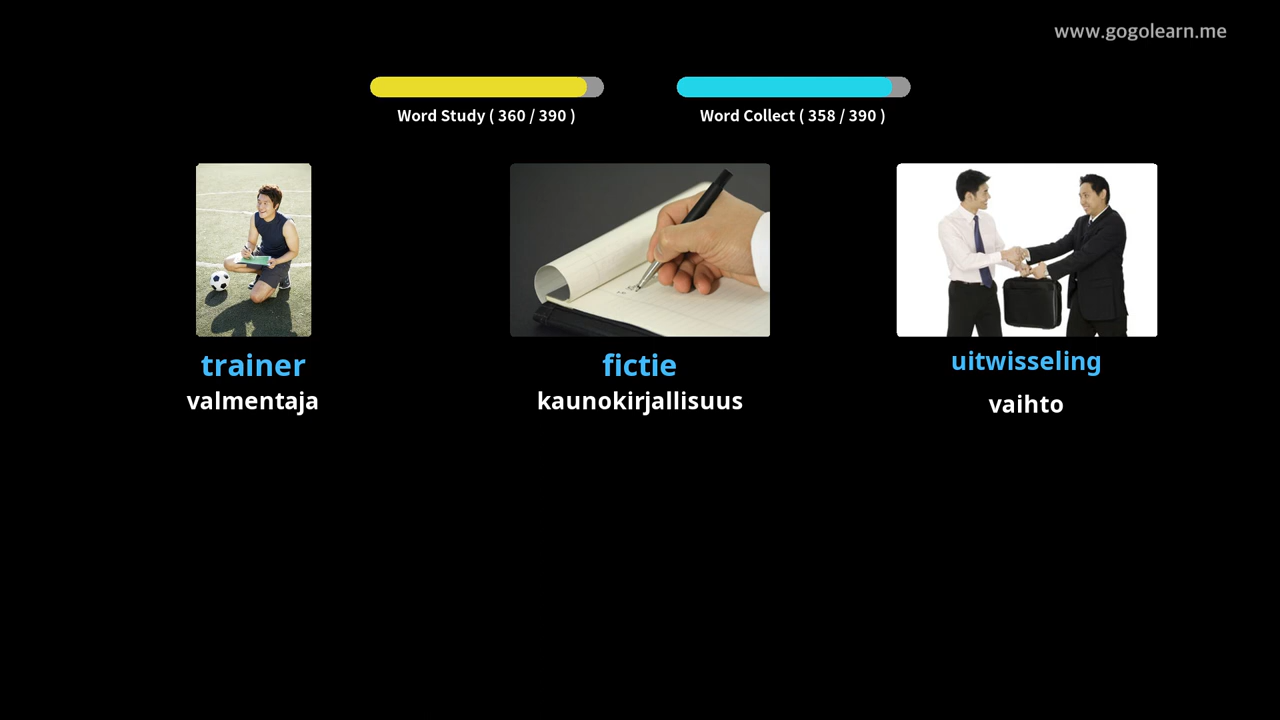 www.gogolearn.me
Word Study ( 360 / 390 )
Word Collect ( 358 / 390 )
trainer
valmentaja
fictie
kaunokirjallisuus
uitwisseling
vaihto